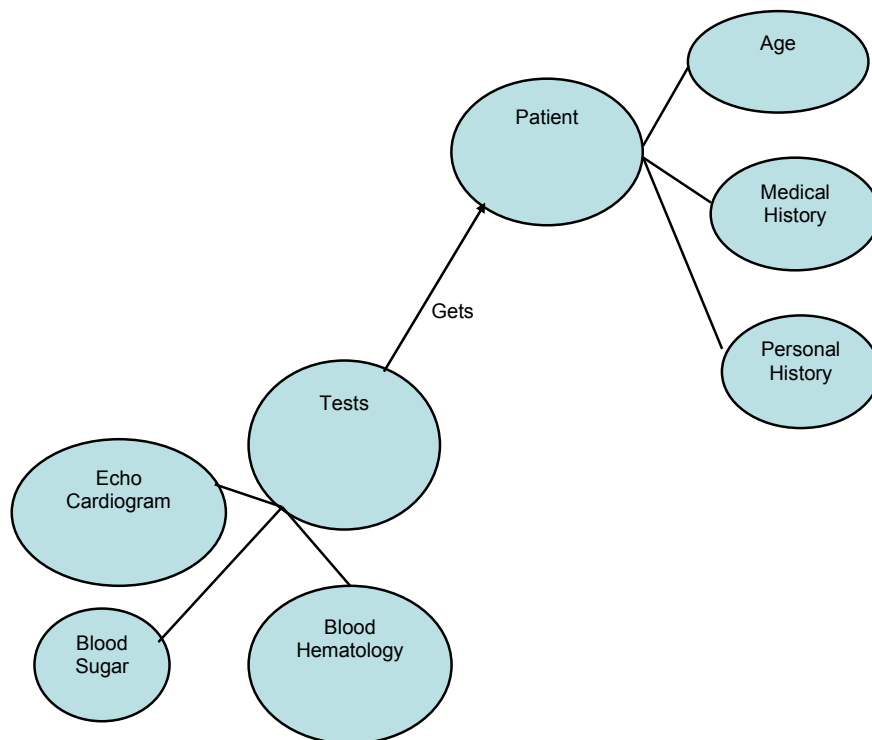 Age
Patient
Medical
History
Gets
Personal
History
Tests
Echo
Cardiogram
Blood
Hematology
Blood
Sugar